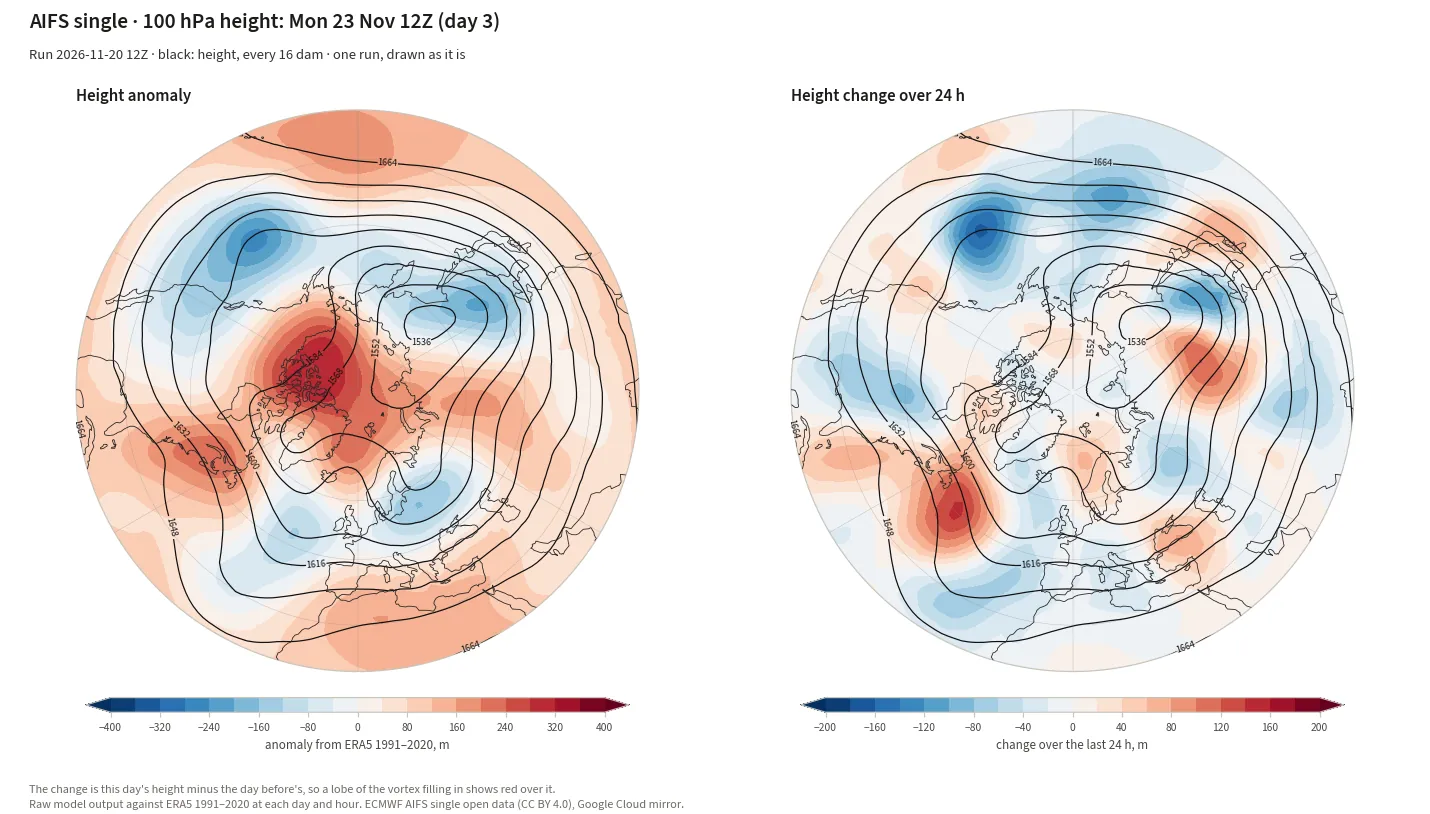 AIFS single · 100 hPa height: Mon 23 Nov 12Z (day 3)
Run 2026-11-20 12Z · black: height, every 16 dam · one run, drawn as it is
Height anomaly
Height change over 24 h
1664
1552
1536
1584
1568
1632
1600
1664
1648
1616
1664
1664
1552
1536
1584
1568
1632
1600
1664
1648
1616
1664
−400 −320 −240 −160 −80 0 80 160 240 320 400
anomaly from ERA5 1991–2020, m
−200 −160 −120 −80 −40 0 40 80 120 160 200
change over the last 24 h, m
The change is this day's height minus the day before's, so a lobe of the vortex filling in shows red over it.
Raw model output against ERA5 1991–2020 at each day and hour. ECMWF AIFS single open data (CC BY 4.0), Google Cloud mirror.